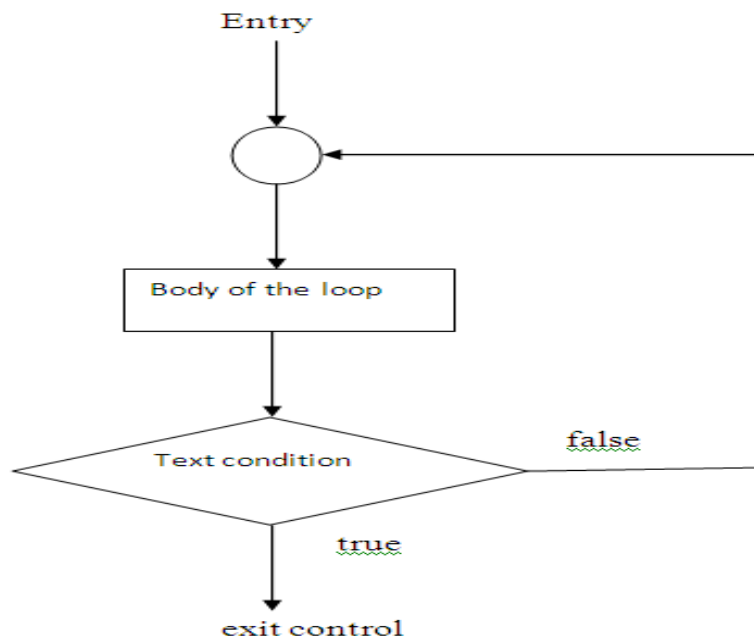 Entry
Body of the loop
Text condition
false
true
exit control